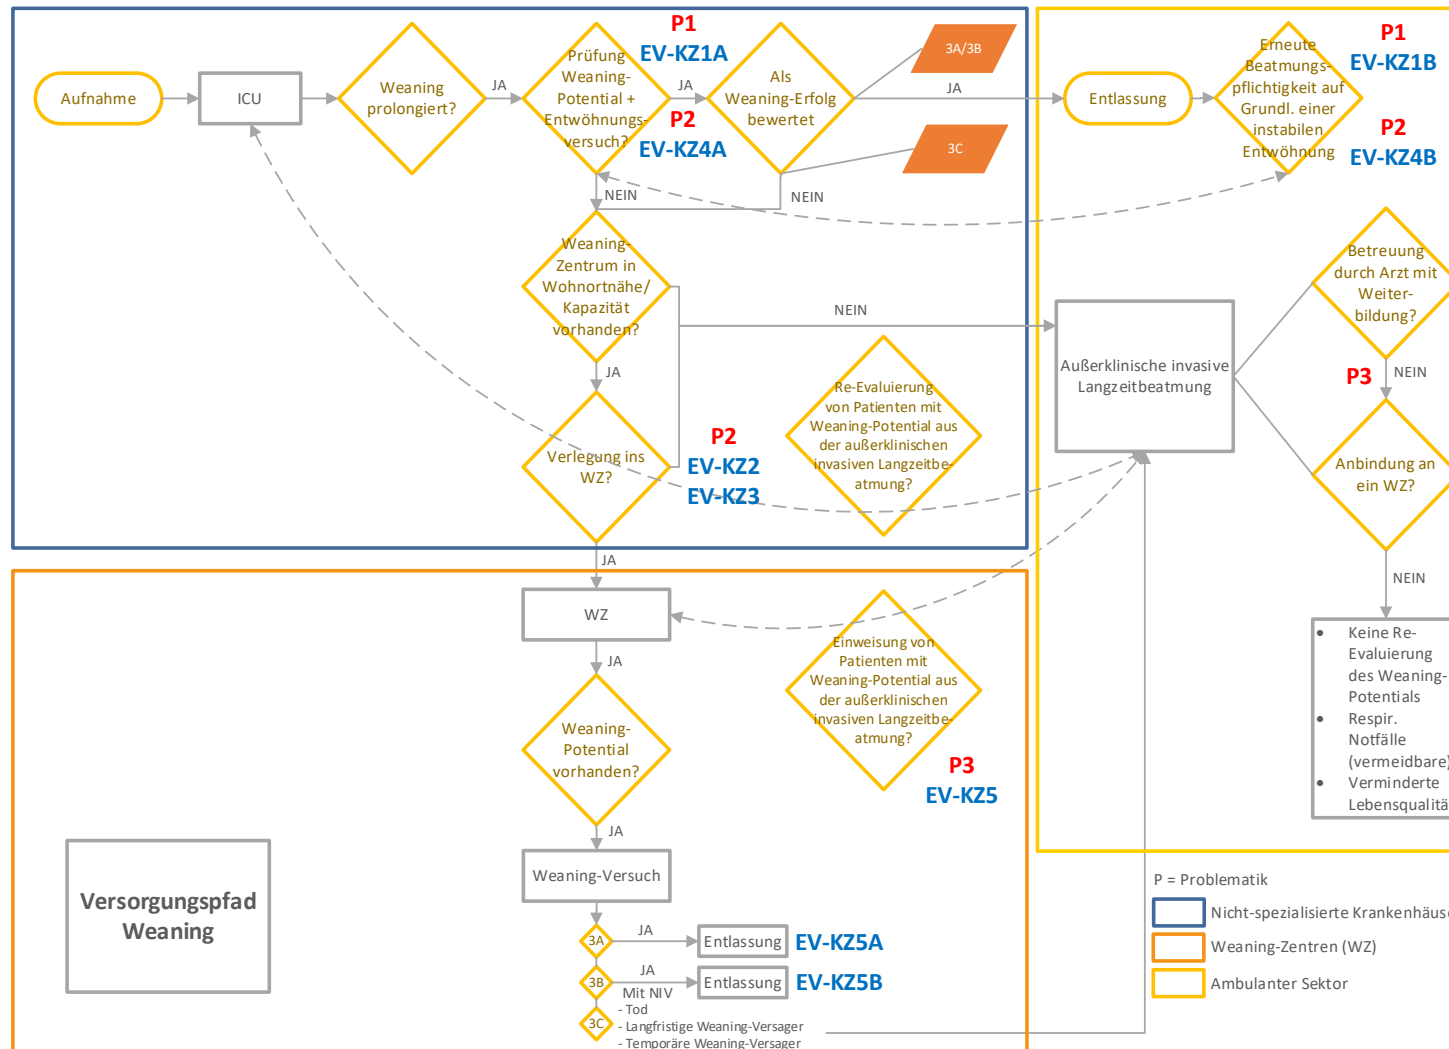 Aufnahme
ICU
Weaning
prolongiert?
JA
Prüfung
Weaning-
Potential +
Entwöhnungs-
versuch?
P1
EV-KZ1A
JA
P2
EV-KZ4A
Als
Weaning-Erfolg
bewertet
3A/3B
JA
3C
NEIN
NEIN
Entlassung
Erneute
Beatmungs-
pflichtigkeit auf
Grundl. einer
instabilen
Entwöhnung
P1
EV-KZ1B
P2
EV-KZ4B
Weaning-
Zentrum in
Wohnortnähe/
Kapazität
vorhanden?
NEIN
JA
Verlegung ins
WZ?
P2
EV-KZ2
EV-KZ3
Re-Evaluierung
von Patienten mit
Weaning-Potential aus
der außerklinischen
invasiven Langzeitbe-
atmung?
Außerklinische invasive
Langzeitbeatmung
Betreuung
durch Arzt mit
Weiter-
bildung?
P3
NEIN
Anbindung an
ein WZ?
NEIN
• Keine Re-
Evaluierung
des Weaning-
Potentials
• Respir.
Notfälle
(vermeidbare)
• Verminderte
Lebensqualitä
JA
WZ
JA
Weaning-
Potential
vorhanden?
Einweisung von
Patienten mit
Weaning-Potential aus
der außerklinischen
invasiven Langzeitbe-
atmung?
P3
EV-KZ5
JA
Weaning-Versuch
3A
JA
Entlassung
EV-KZ5A
3B
JA
Mit NIV
Entlassung
EV-KZ5B
3C
- Tod
- Langfristige Weaning-Versager
- Temporäre Weaning-Versager
Versorgungspfad
Weaning
P = Problematik
Nicht-spezialisierte Krankenhäuse
Weaning-Zentren (WZ)
Ambulanter Sektor